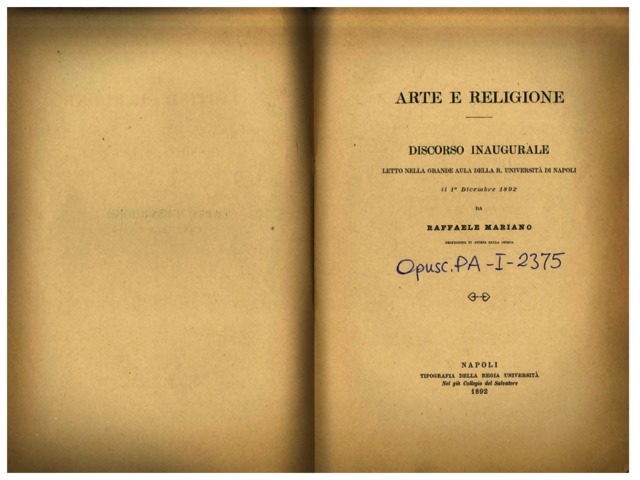 ARTE E RELIGIONE
DISCORSO INAUGURALE
LETTO NELLA GRANDE AULA DELLA R. UNIVERSITÀ DI NAPOLI
il 1º Dicembre 1892
DA
RAFFAELE MARIANO
PROFESSORE DI STORIA DELLA CHIESA
Opusc. PA-I-2375
NAPOLI
TIPOGRAFIA DELLA REGIA UNIVERSITÀ
Nel già Collegio del Salvatore
1892